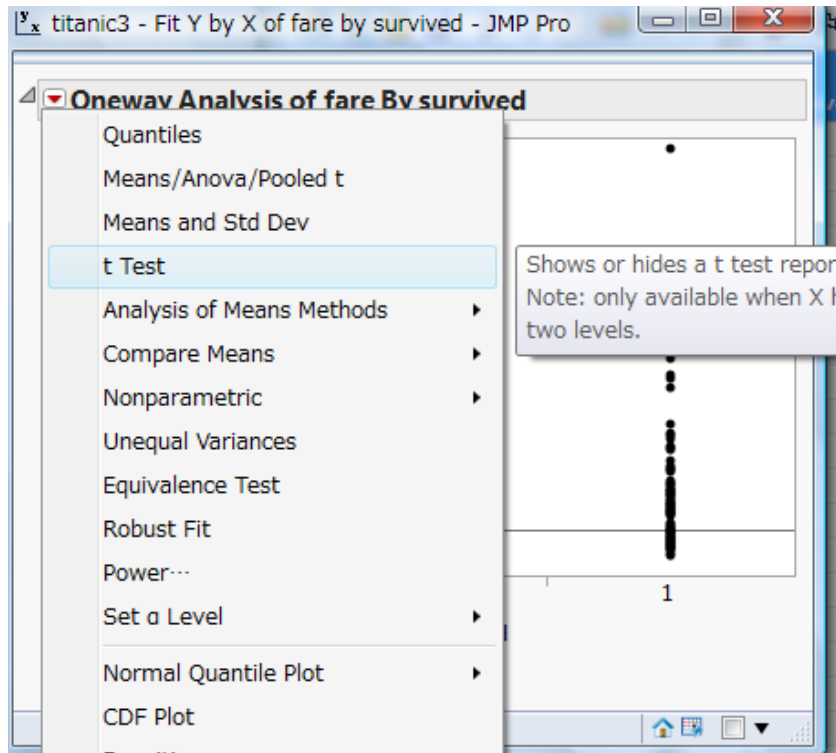 titanic3 - Fit Y by X of fare by survived - JMP Pro
Oneway Analysis of fare By survived
Quantiles
Means/Anova/Pooled t
Means and Std Dev
t Test
Shows or hides a t test repor
Note: only available when X h
two levels.
Analysis of Means Methods
Compare Means
Nonparametric
Unequal Variances
Equivalence Test
Robust Fit
Power…
Set α Level
1
Normal Quantile Plot
CDF Plot